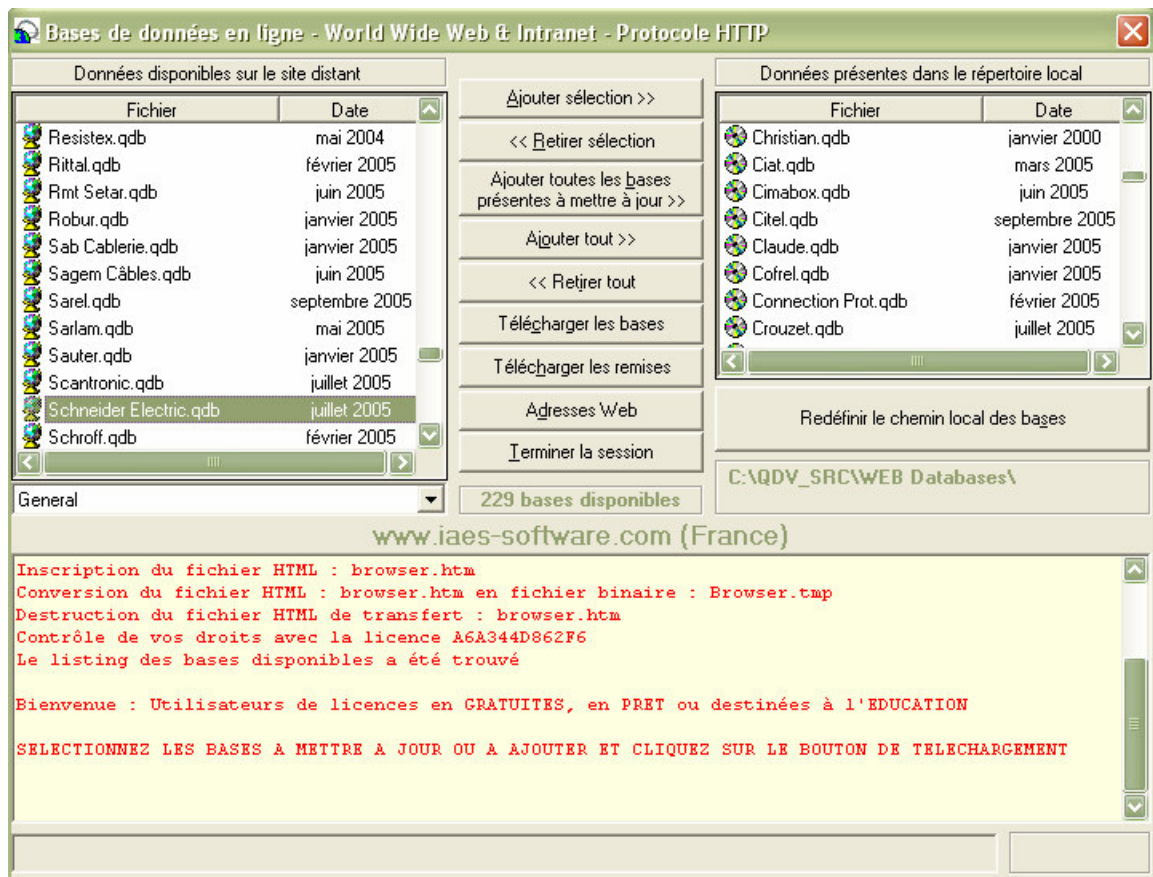 Bases de données en ligne - World Wide Web & Intranet - Protocole HTTP
Données disponibles sur le site distant
Fichier Date
Resistex.qdb mai 2004
Rittal.qdb février 2005
Rmt Setar.qdb juin 2005
Robur.qdb janvier 2005
Sab Cablerie.qdb janvier 2005
Sagem Câbles.qdb juin 2005
Sarel.qdb septembre 2005
Sarlam.qdb mai 2005
Sauter.qdb janvier 2005
Scantronic.qdb juillet 2005
Schneider Electric.qdb juillet 2005
Schroff.qdb février 2005
General
Ajouter sélection >>
<< Retirer sélection
Ajouter toutes les bases
présentes à mettre à jour >>
Ajouter tout >>
<< Retirer tout
Télécharger les bases
Télécharger les remises
Adresses Web
Terminer la session
229 bases disponibles
Données présentes dans le répertoire local
Fichier Date
Christian.qdb janvier 2000
Ciat.qdb mars 2005
Cimabox.qdb juin 2005
Citel.qdb septembre 2005
Claude.qdb janvier 2005
Cofrel.qdb janvier 2005
Connection Prot.qdb février 2005
Crouzet.qdb juillet 2005
Redéfinir le chemin local des bases
C:\QDV_SRC\WEB Databases\
www.iaes-software.com (France)
Inscription du fichier HTML : browser.htm
Conversion du fichier HTML : browser.htm en fichier binaire : Browser.tmp
Destruction du fichier HTML de transfert : browser.htm
Contrôle de vos droits avec la licence A6A344D862F6
Le listing des bases disponibles a été trouvé
Bienvenue : Utilisateurs de licences en GRATUITES, en PRET ou destinées à l'EDUCATION
SELECTIONNEZ LES BASES A METTRE A JOUR OU A AJOUTER ET CLIQUEZ SUR LE BOUTON DE TELECHARGEMENT